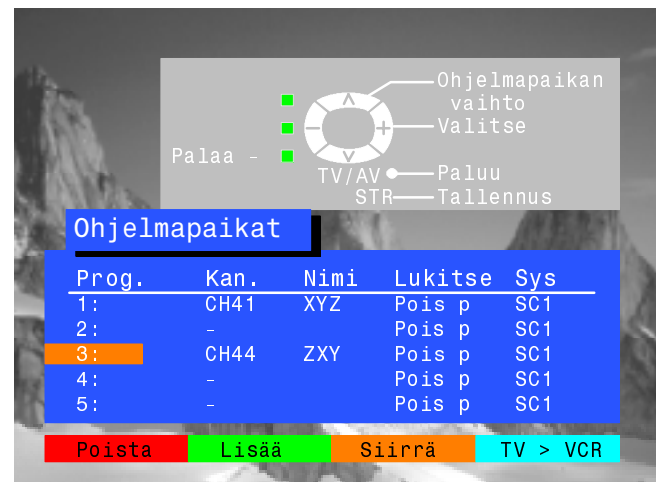 Ohjelmapaikan
vaihto
Valitse
Palaa –
TV/AV Paluu
STR Tallennus
Ohjelmapaikat
Prog. Kan. Nimi Lukitse Sys
1: CH41 XYZ Pois p SC1
2: – Pois p SC1
3: CH44 ZXY Pois p SC1
4: – Pois p SC1
5: – Pois p SC1
Poista Lisää Siirrä TV > VCR